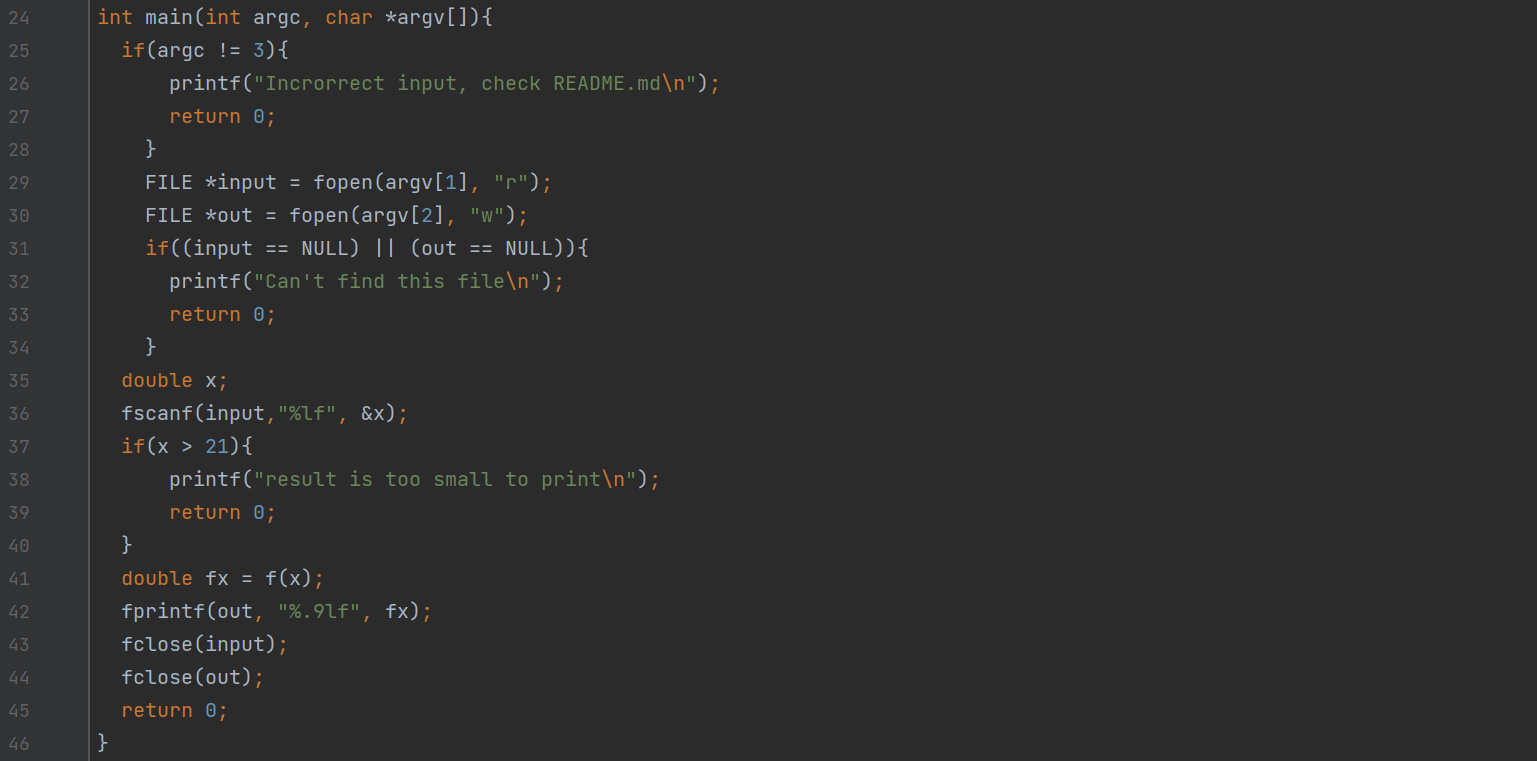 24 int main(int argc, char *argv[]){
25 if(argc != 3){
26 printf("Incrorrect input, check README.md\n");
27 return 0;
28 }
29 FILE *input = fopen(argv[1], "r");
30 FILE *out = fopen(argv[2], "w");
31 if((input == NULL) || (out == NULL)){
32 printf("Can't find this file\n");
33 return 0;
34 }
35 double x;
36 fscanf(input,"%lf", &x);
37 if(x > 21){
38 printf("result is too small to print\n");
39 return 0;
40 }
41 double fx = f(x);
42 fprintf(out, "%.9lf", fx);
43 fclose(input);
44 fclose(out);
45 return 0;
46 }